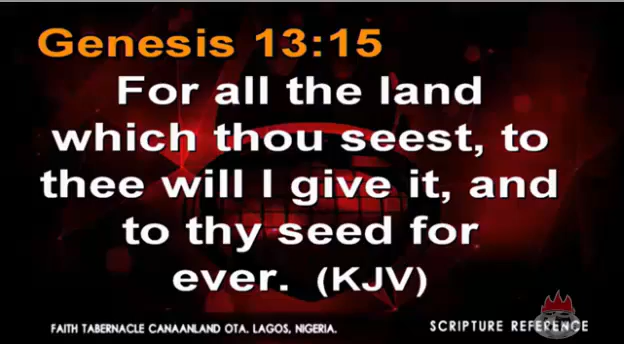 Genesis 13:15
For all the land
which thou seest, to
thee will I give it, and
to thy seed for
ever. (KJV)
FAITH TABERNACLE CANAANLAND OTA. LAGOS, NIGERIA.
SCRIPTURE REFERENCE